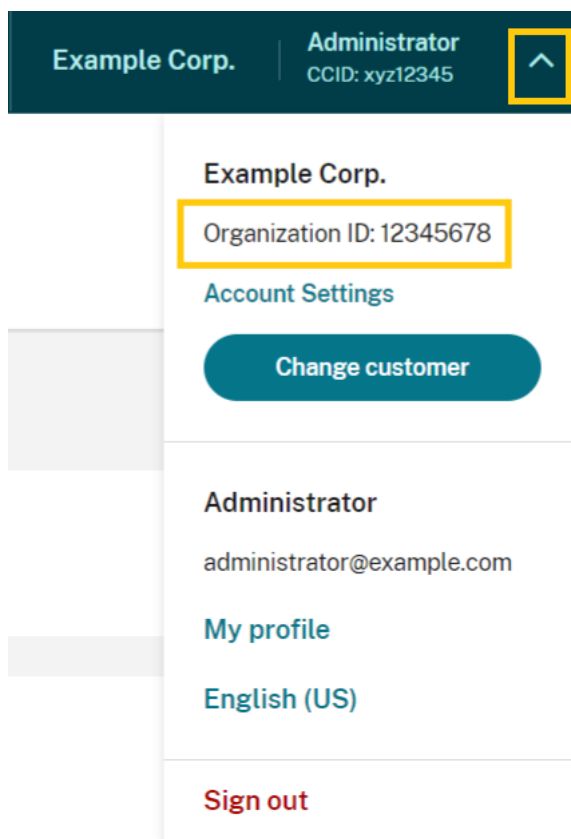 Example Corp.
Administrator
CCID: xyz12345
Example Corp.
Organization ID: 12345678
Account Settings
Change customer
Administrator
administrator@example.com
My profile
English (US)
Sign out